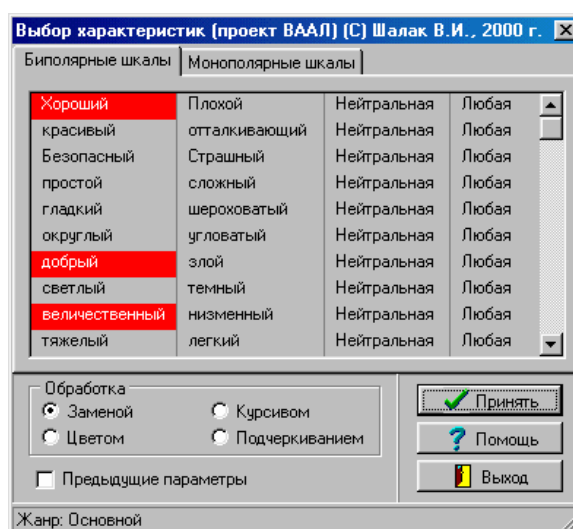 Выбор характеристик (проект ВААЛ) (С) Шалак В.И., 2000 г.
Биполярные шкалы Монополярные шкалы
Хороший Плохой Нейтральная Любая
красивый отталкивающий Нейтральная Любая
Безопасный Страшный Нейтральная Любая
простой сложный Нейтральная Любая
гладкий шероховатый Нейтральная Любая
округлый угловатый Нейтральная Любая
добрый злой Нейтральная Любая
светлый темный Нейтральная Любая
величественный низменный Нейтральная Любая
тяжелый легкий Нейтральная Любая
Обработка
Заменой Курсивом
Цветом Подчеркиванием
Предыдущие параметры
Принять
Помощь
Выход
Жанр: Основной